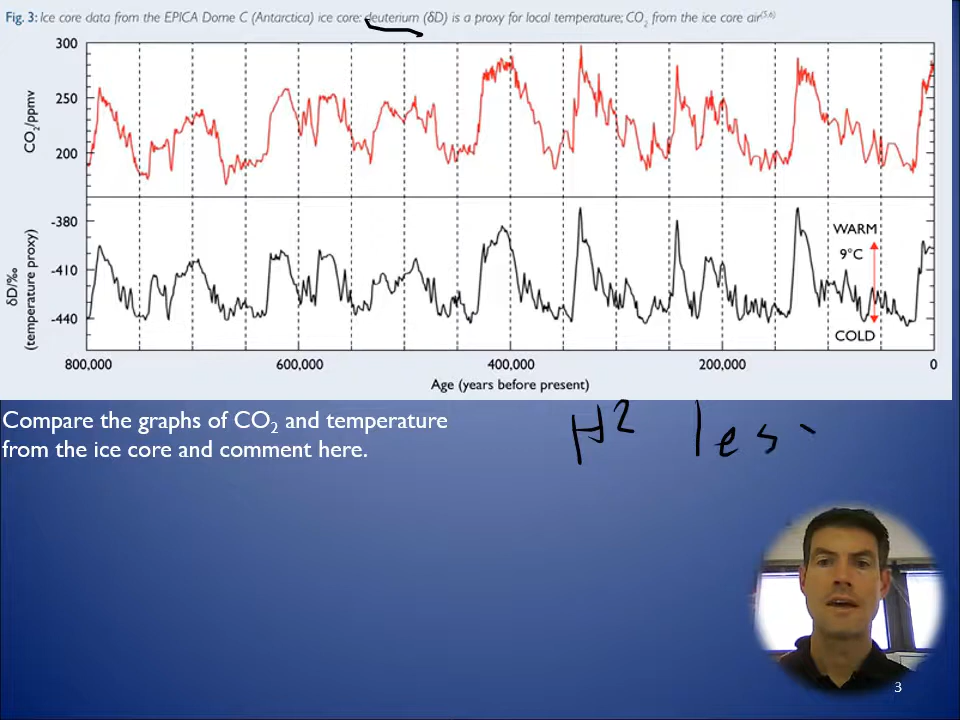 Fig. 3: Ice core data from the EPICA Dome C (Antarctica) ice core: deuterium (δD) is a proxy for local temperature; CO₂ from the ice core air⁽⁵,⁶⁾
300
250
200
CO₂/ppmv
-380
-410
-440
δD/‰
(temperature proxy)
WARM
9°C
COLD
800,000 600,000 400,000 200,000 0
Age (years before present)
Compare the graphs of CO₂ and temperature
from the ice core and comment here.
H² les
3